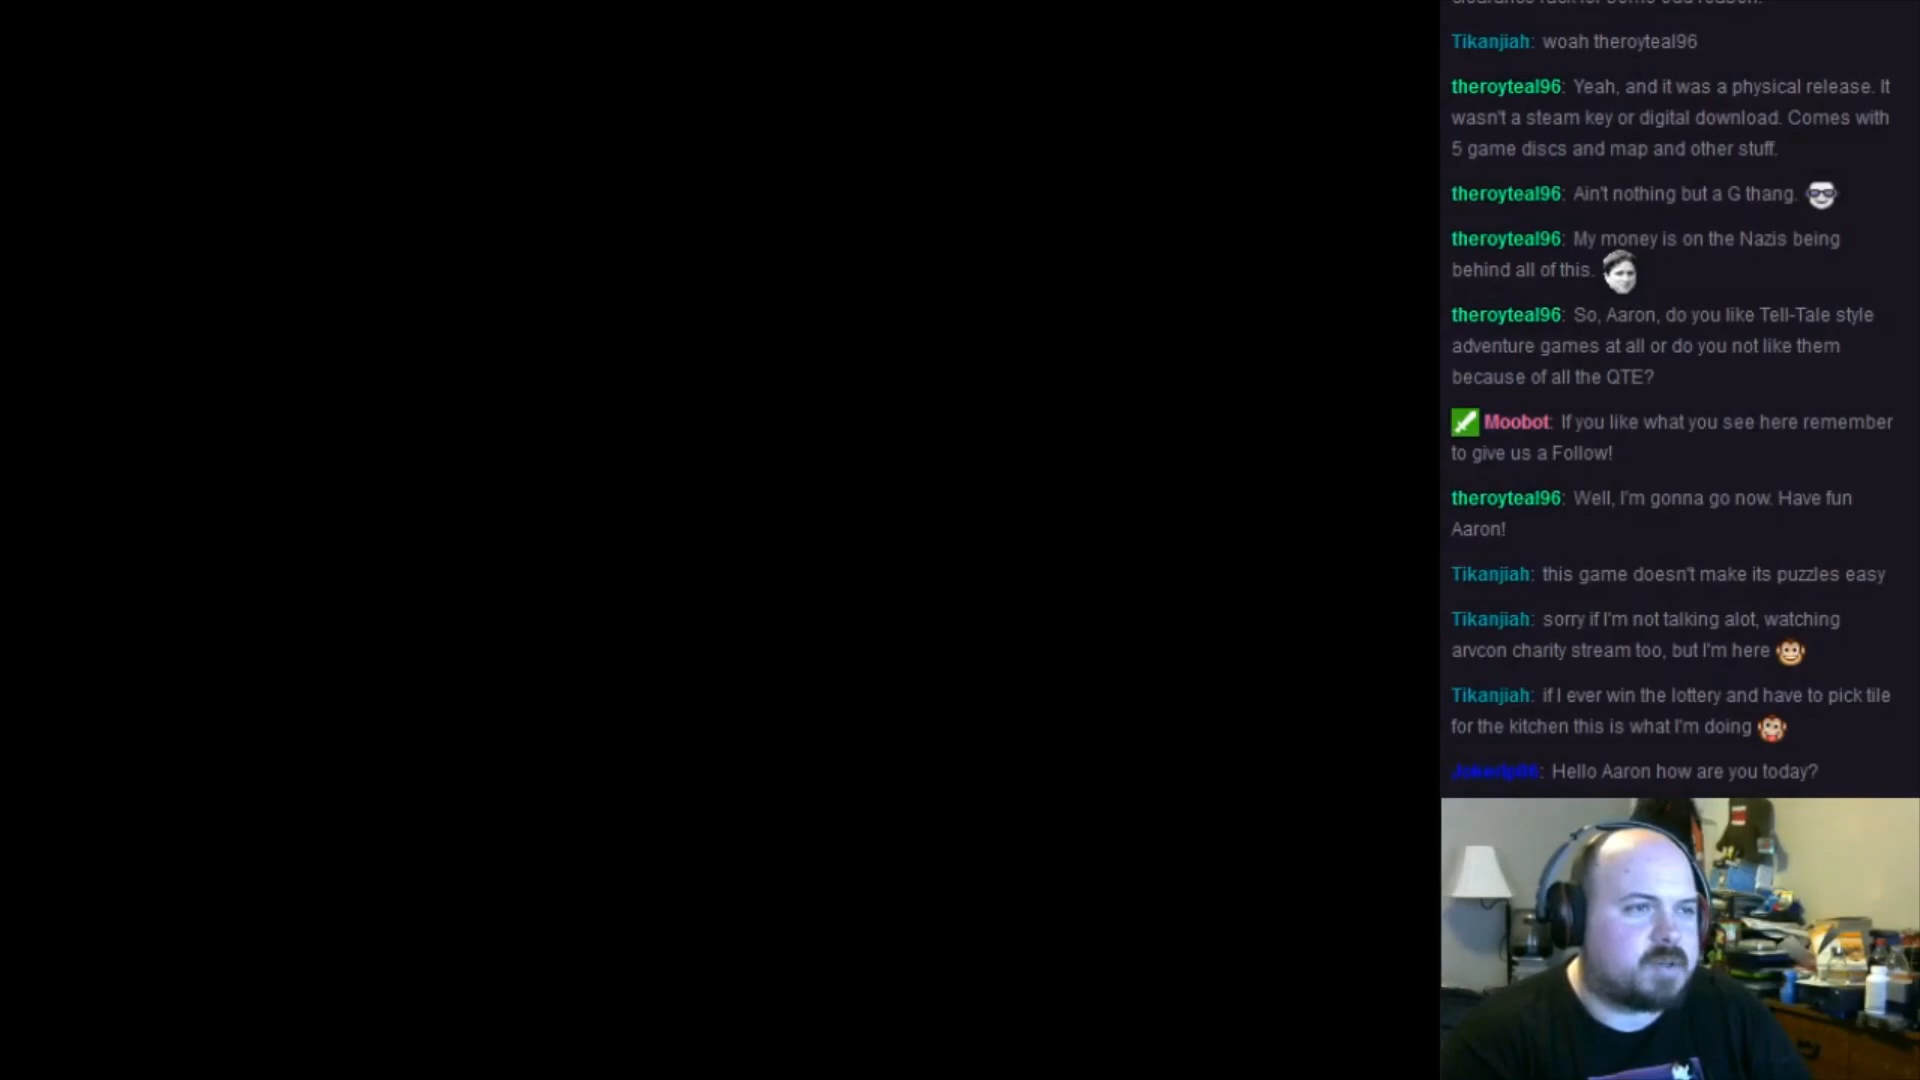 Tikanjiah: woah theroyteal96
theroyteal96: Yeah, and it was a physical release. It
wasn't a steam key or digital download. Comes with
5 game discs and map and other stuff.
theroyteal96: Ain't nothing but a G thang.
theroyteal96: My money is on the Nazis being
behind all of this.
theroyteal96: So, Aaron, do you like Tell-Tale style
adventure games at all or do you not like them
because of all the QTE?
Moobot: If you like what you see here remember
to give us a Follow!
theroyteal96: Well, I'm gonna go now. Have fun
Aaron!
Tikanjiah: this game doesn't make its puzzles easy
Tikanjiah: sorry if I'm not talking alot, watching
arvcon charity stream too, but I'm here
Tikanjiah: if I ever win the lottery and have to pick tile
for the kitchen this is what I'm doing
: Hello Aaron how are you today?